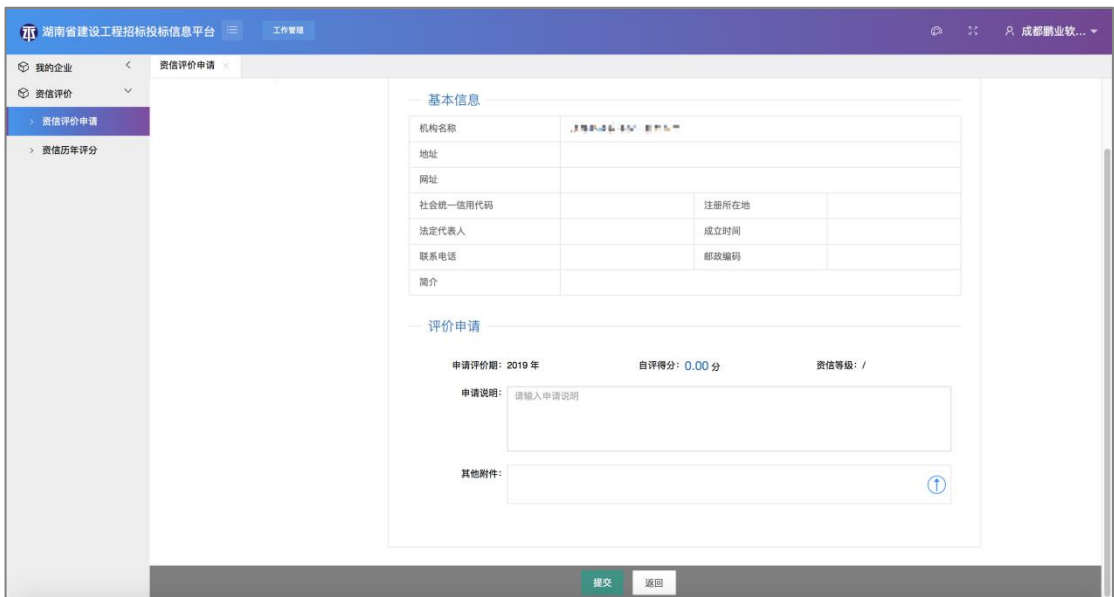 湖南省建设工程招标投标信息平台 工作管理 成都鹏业软...
我的企业
资信评价
资信评价申请
资信历年评分
资信评价申请
基本信息
机构名称
地址
网址
社会统一信用代码 注册所在地
法定代表人 成立时间
联系电话 邮政编码
简介
评价申请
申请评价期: 2019 年 自评得分: 0.00 分 资信等级: /
申请说明: 请输入申请说明
其他附件:
提交 返回